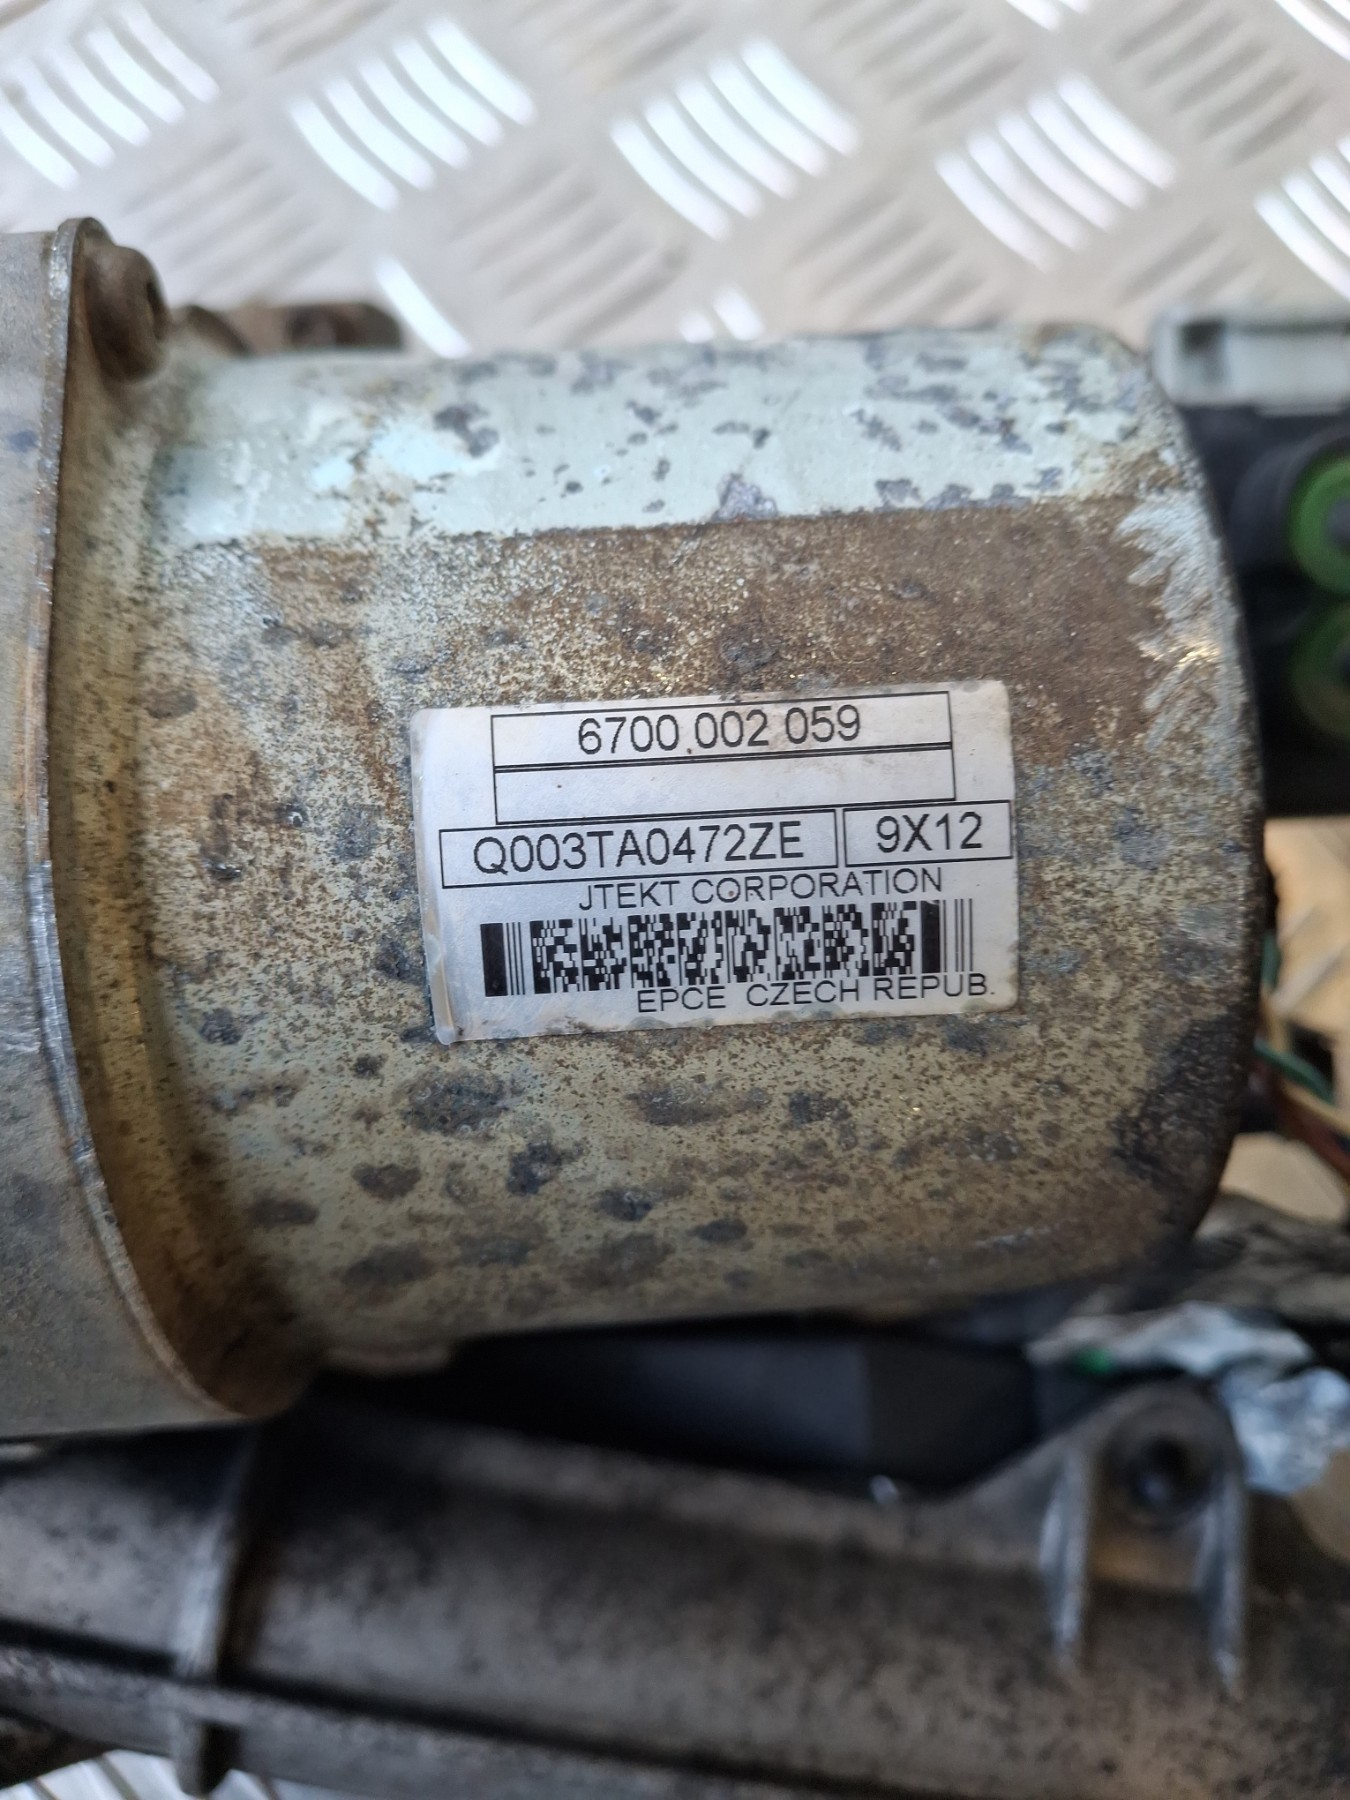 6700 002 059
Q003TA0472ZE 9X12
JTEKT CORPORATION
EPCE CZECH REPUB.